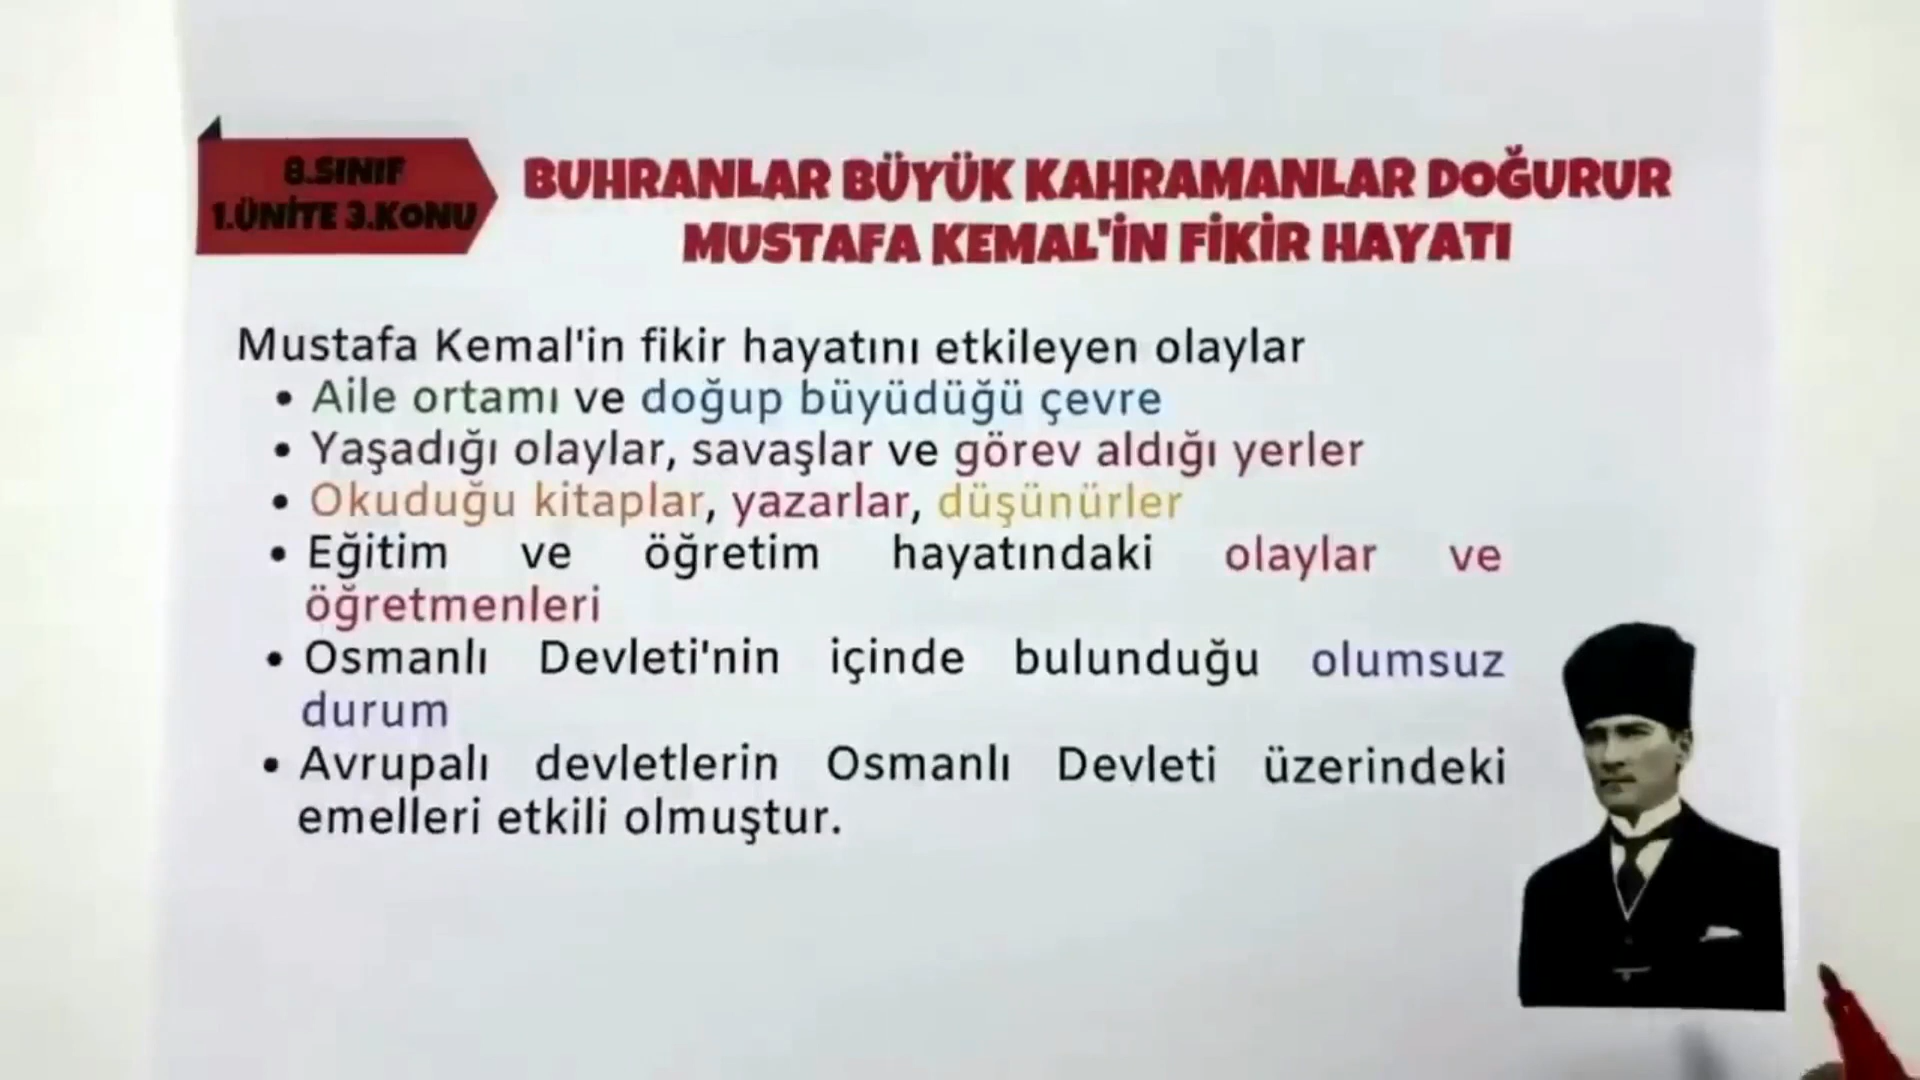 8.SINIF
1.ÜNİTE 3.KONU
BUHRANLAR BÜYÜK KAHRAMANLAR DOĞURUR
MUSTAFA KEMAL'İN FİKİR HAYATI
Mustafa Kemal'in fikir hayatını etkileyen olaylar
• Aile ortamı ve doğup büyüdüğü çevre
• Yaşadığı olaylar, savaşlar ve görev aldığı yerler
• Okuduğu kitaplar, yazarlar, düşünürler
• Eğitim ve öğretim hayatındaki olaylar ve
öğretmenleri
• Osmanlı Devleti'nin içinde bulunduğu olumsuz
durum
• Avrupalı devletlerin Osmanlı Devleti üzerindeki
emelleri etkili olmuştur.